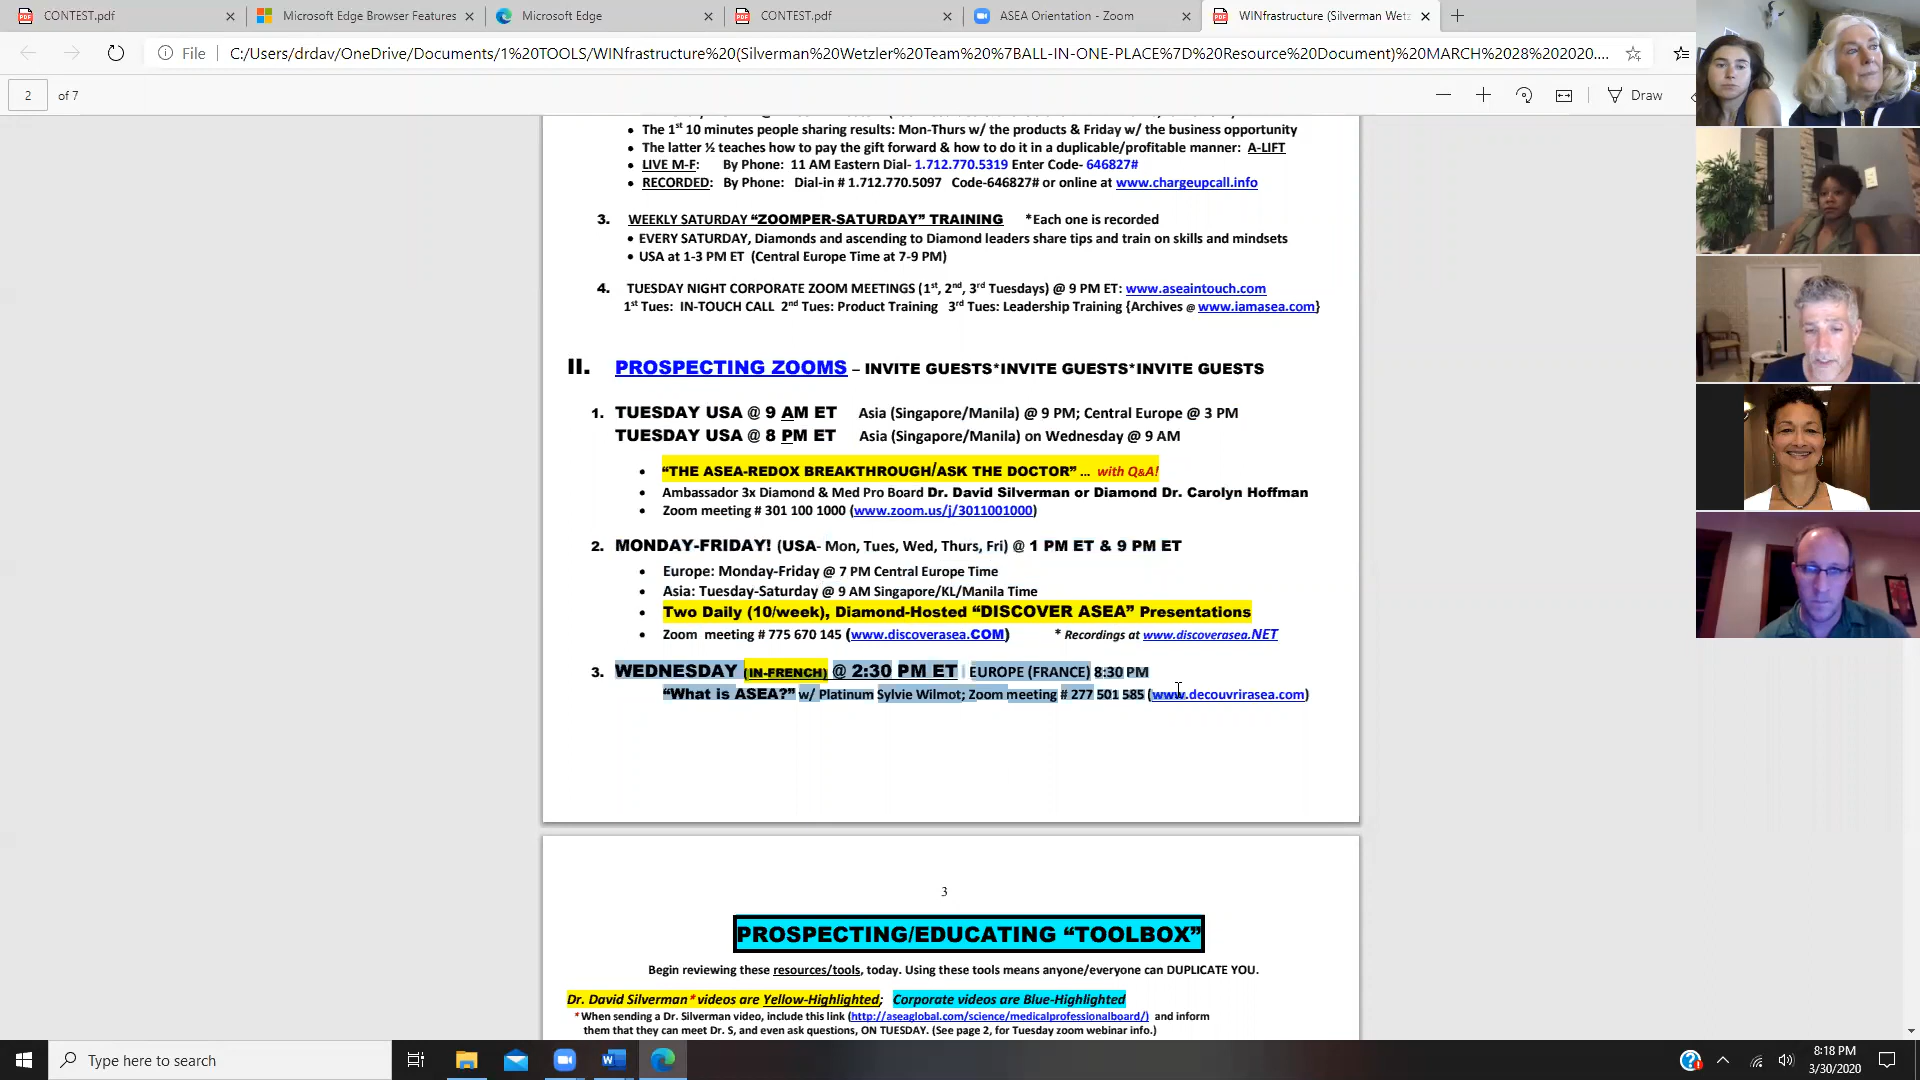 CONTEST.pdf
Microsoft Edge Browser Features
Microsoft Edge
CONTEST.pdf
ASEA Orientation - Zoom
WINfrastructure (Silverman Wetz
File C:/Users/drdav/OneDrive/Documents/1%20TOOLS/WINfrastructure%20(Silverman%20Wetzler%20Team%20%7BALL-IN-ONE-PLACE%7D%20Resource%20Document)%20MARCH%2028%202020....
2 of 7
Draw
• The 1st 10 minutes people sharing results: Mon-Thurs w/ the products & Friday w/ the business opportunity
• The latter ½ teaches how to pay the gift forward & how to do it in a duplicable/profitable manner: A-LIFT
• LIVE M-F: By Phone: 11 AM Eastern Dial- 1.712.770.5319 Enter Code- 646827#
• RECORDED: By Phone: Dial-in # 1.712.770.5097 Code-646827# or online at www.chargeupcall.info
3. WEEKLY SATURDAY “ZOOMPER-SATURDAY” TRAINING *Each one is recorded
• EVERY SATURDAY, Diamonds and ascending to Diamond leaders share tips and train on skills and mindsets
• USA at 1-3 PM ET (Central Europe Time at 7-9 PM)
4. TUESDAY NIGHT CORPORATE ZOOM MEETINGS (1st, 2nd, 3rd Tuesdays) @ 9 PM ET: www.aseaintouch.com
1st Tues: IN-TOUCH CALL 2nd Tues: Product Training 3rd Tues: Leadership Training {Archives @ www.iamasea.com}
II. PROSPECTING ZOOMS – INVITE GUESTS*INVITE GUESTS*INVITE GUESTS
1. TUESDAY USA @ 9 AM ET Asia (Singapore/Manila) @ 9 PM; Central Europe @ 3 PM
TUESDAY USA @ 8 PM ET Asia (Singapore/Manila) on Wednesday @ 9 AM
• “THE ASEA-REDOX BREAKTHROUGH/ASK THE DOCTOR” ... with Q&A!
• Ambassador 3x Diamond & Med Pro Board Dr. David Silverman or Diamond Dr. Carolyn Hoffman
• Zoom meeting # 301 100 1000 (www.zoom.us/j/3011001000)
2. MONDAY-FRIDAY! (USA- Mon, Tues, Wed, Thurs, Fri) @ 1 PM ET & 9 PM ET
• Europe: Monday-Friday @ 7 PM Central Europe Time
• Asia: Tuesday-Saturday @ 9 AM Singapore/KL/Manila Time
• Two Daily (10/week), Diamond-Hosted “DISCOVER ASEA” Presentations
• Zoom meeting # 775 670 145 (www.discoverasea.COM) * Recordings at www.discoverasea.NET
3. WEDNESDAY (IN-FRENCH) @ 2:30 PM ET | EUROPE (FRANCE) 8:30 PM
“What is ASEA?” w/ Platinum Sylvie Wilmot; Zoom meeting # 277 501 585 (www.decouvrirasea.com)
3
PROSPECTING/EDUCATING “TOOLBOX”
Begin reviewing these resources/tools, today. Using these tools means anyone/everyone can DUPLICATE YOU.
Dr. David Silverman* videos are Yellow-Highlighted; Corporate videos are Blue-Highlighted
*When sending a Dr. Silverman video, include this link (http://aseaglobal.com/science/medicalprofessionalboard/) and inform
them that they can meet Dr. S, and even ask questions, ON TUESDAY. (See page 2, for Tuesday zoom webinar info.)
Type here to search
8:18 PM
3/30/2020